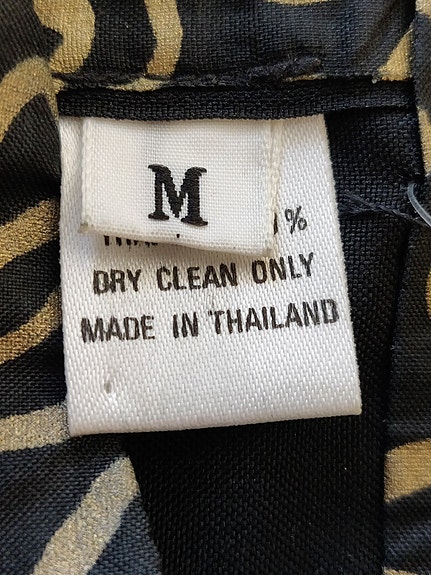 M
%
DRY CLEAN ONLY
MADE IN THAILAND